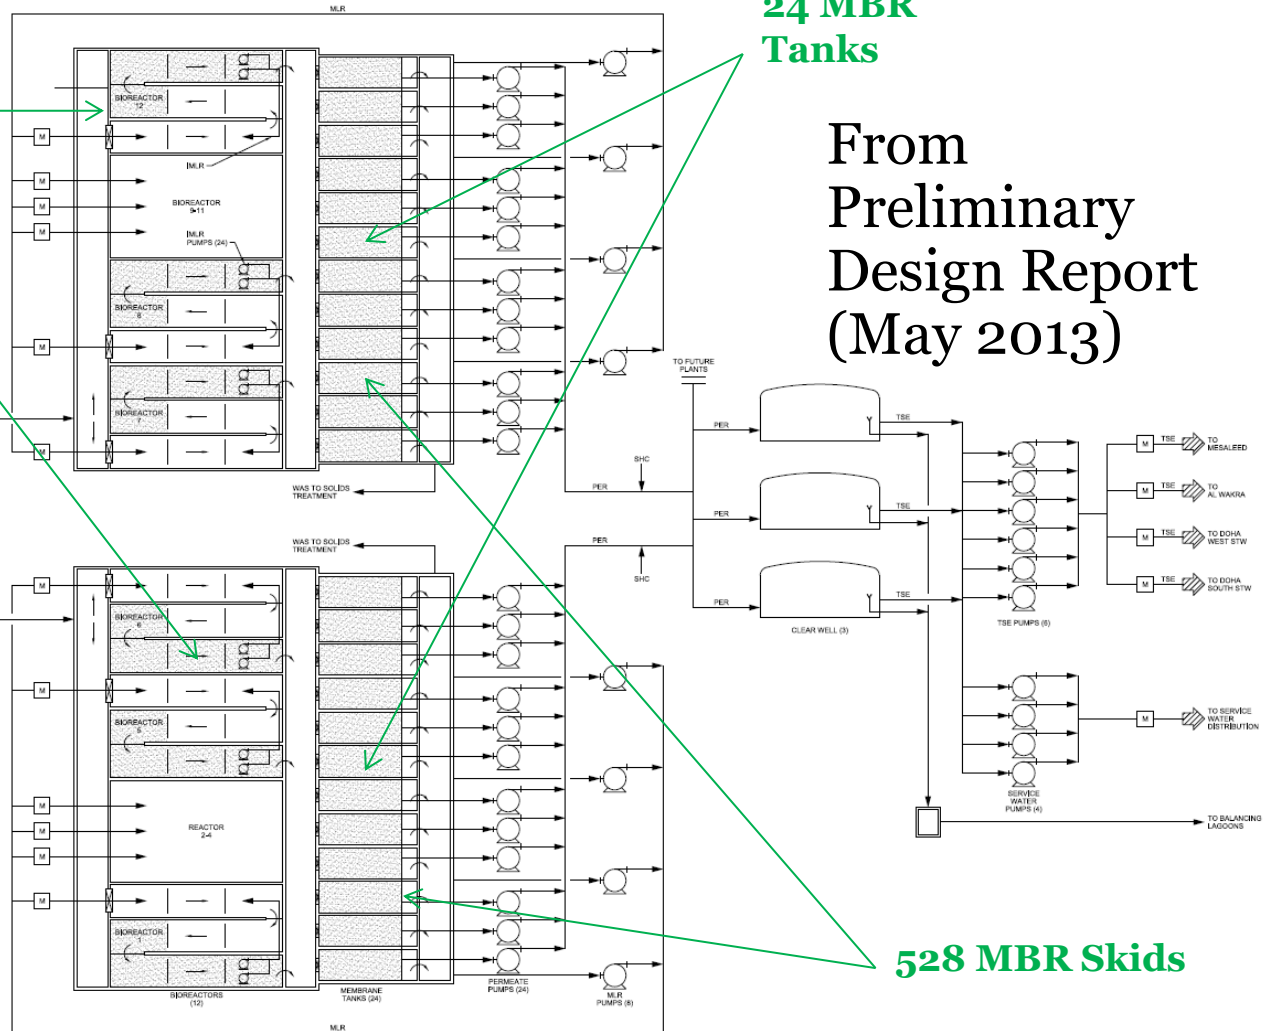 MLR
24 MBR
Tanks
From
Preliminary
Design Report
(May 2013)
BIOREACTOR
12
M
IMLR
M
BIOREACTOR
9-11
M
M
IMLR
PUMPS (24)
BIOREACTOR
8
M
BIOREACTOR
7
M
WAS TO SOLIDS
TREATMENT
PER
SHC
TO FUTURE
PLANTS
PER
TSE
PER
TSE
PER
TSE
CLEAR WELL (3)
TSE PUMPS (6)
M
TSE
TO
MESALEED
M
TSE
TO
AL WAKRA
M
TSE
TO DOHA
WEST STW
M
TSE
TO DOHA
SOUTH STW
WAS TO SOLIDS
TREATMENT
PER
SHC
M
BIOREACTOR
6
M
BIOREACTOR
5
M
M
REACTOR
2-4
M
M
BIOREACTOR
1
BIOREACTORS
(12)
MEMBRANE
TANKS (24)
PERMEATE
PUMPS (24)
MLR
PUMPS (8)
M
TO SERVICE
WATER
DISTRIBUTION
SERVICE
WATER
PUMPS (4)
TO BALANCING
LAGOONS
528 MBR Skids
MLR